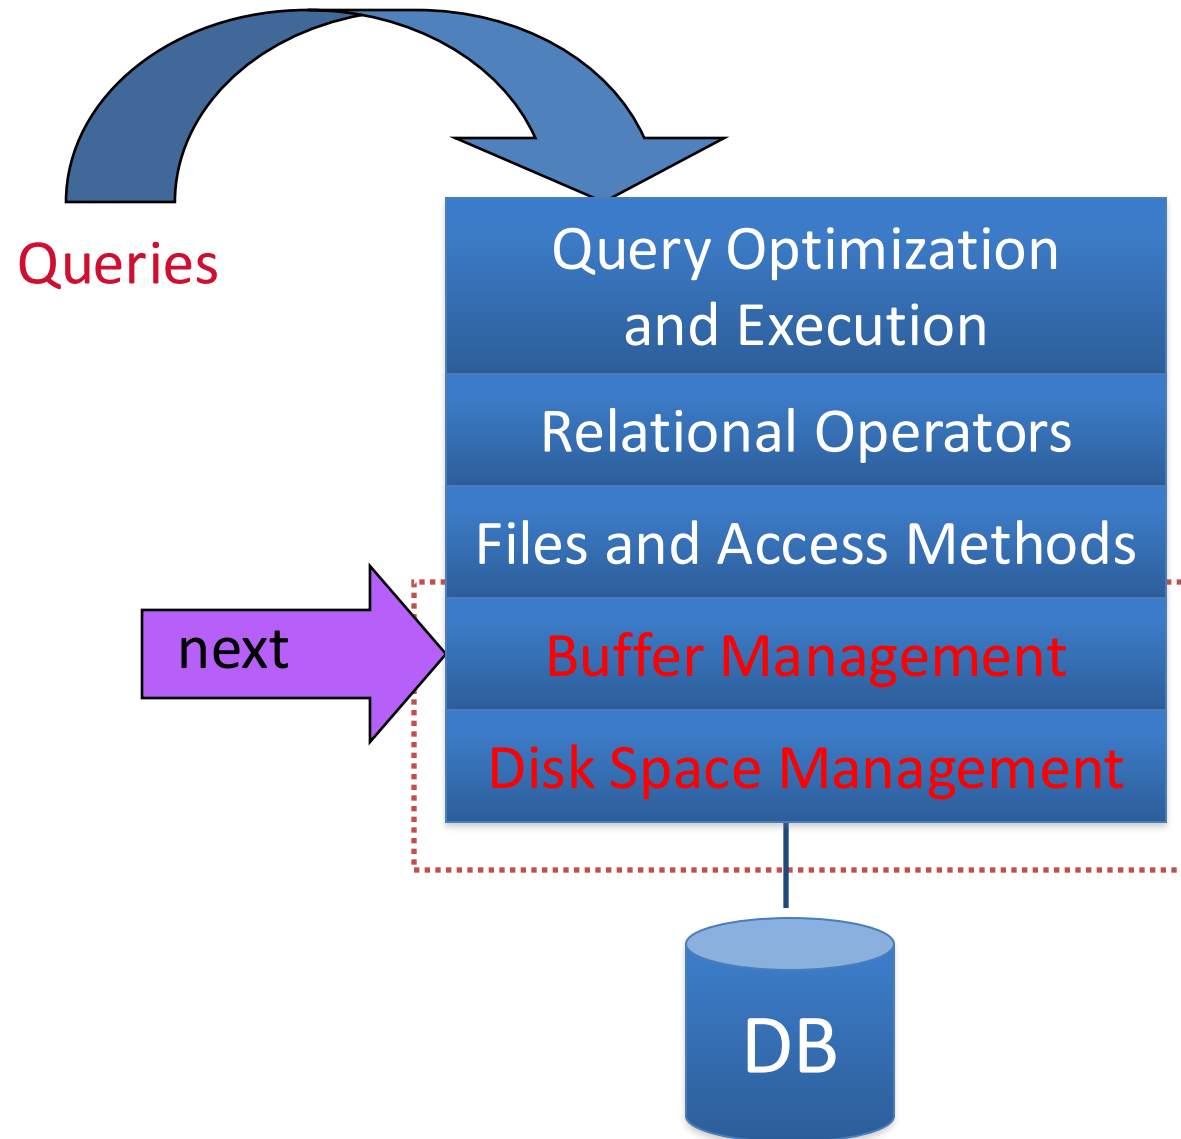 Queries
Query Optimization
and Execution
Relational Operators
Files and Access Methods
next
Buffer Management
Disk Space Management
DB